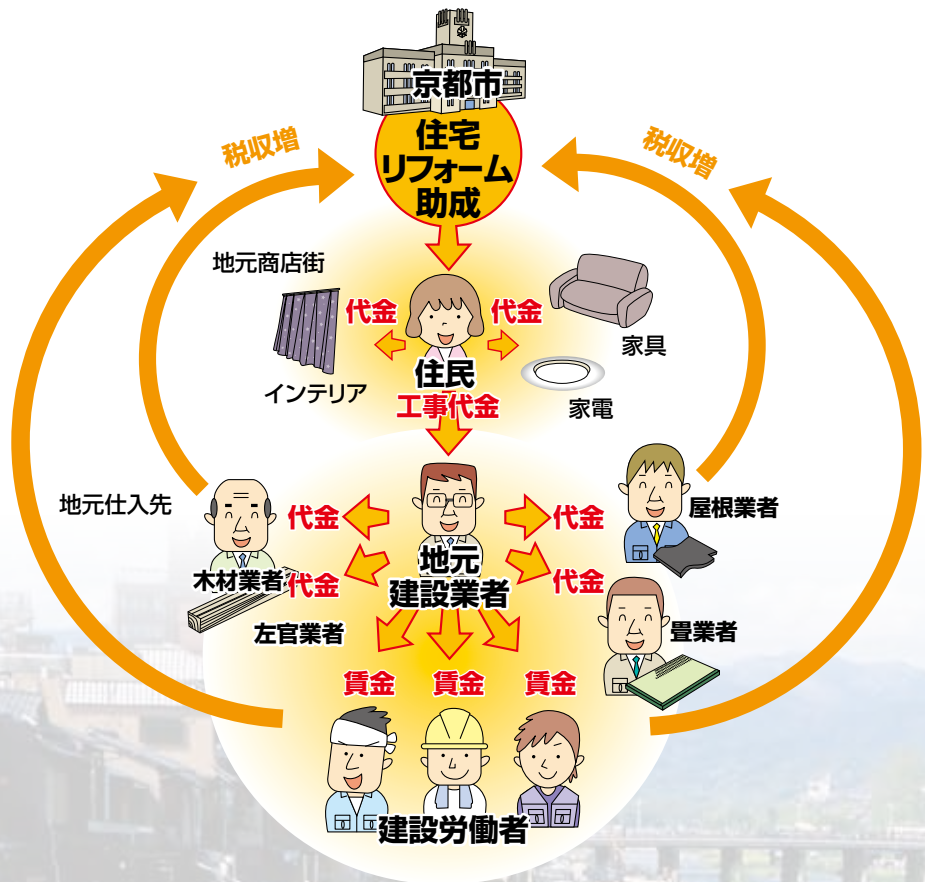 京都市
住宅
リフォーム
助成
税収増
税収増
地元商店街
代金
代金
インテリア
家具
家電
住民
工事代金
地元仕入先
木材業者
代金
代金
左官業者
地元
建設業者
代金
代金
屋根業者
畳業者
賃金
賃金
賃金
建設労働者